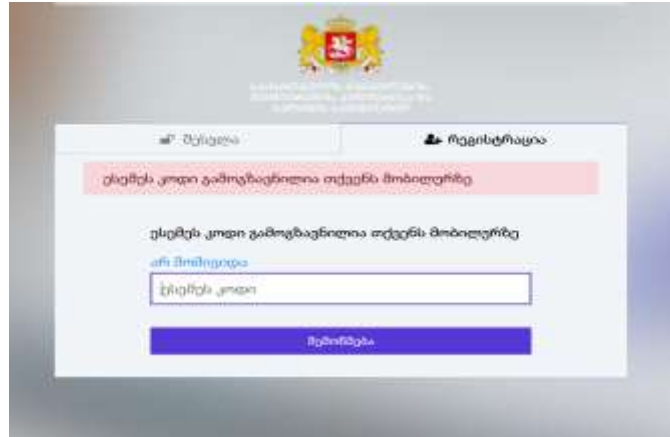 შესვლა
რეგისტრაცია
ესემეს კოდი გამოგზავნილია თქვენს მობილურზე
ესემეს კოდი გამოგზავნილია თქვენს მობილურზე
არ მომივიდა
ესემეს კოდი
შემოწმება